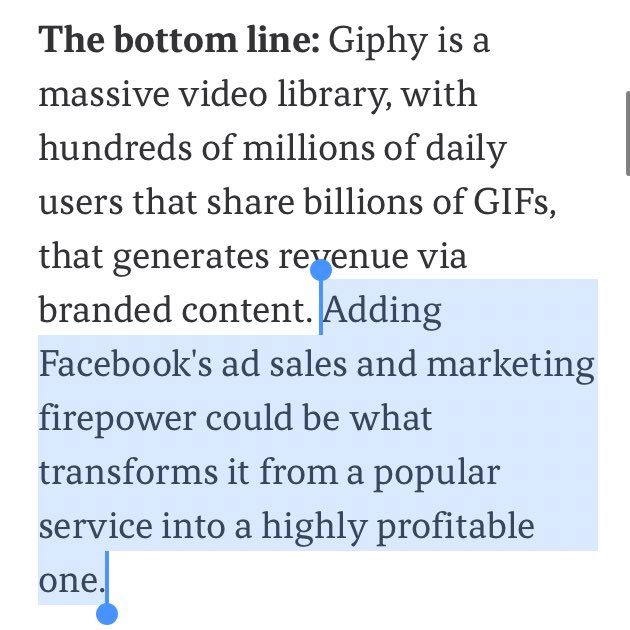 The bottom line: Giphy is a
massive video library, with
hundreds of millions of daily
users that share billions of GIFs,
that generates revenue via
branded content. Adding
Facebook's ad sales and marketing
firepower could be what
transforms it from a popular
service into a highly profitable
one.